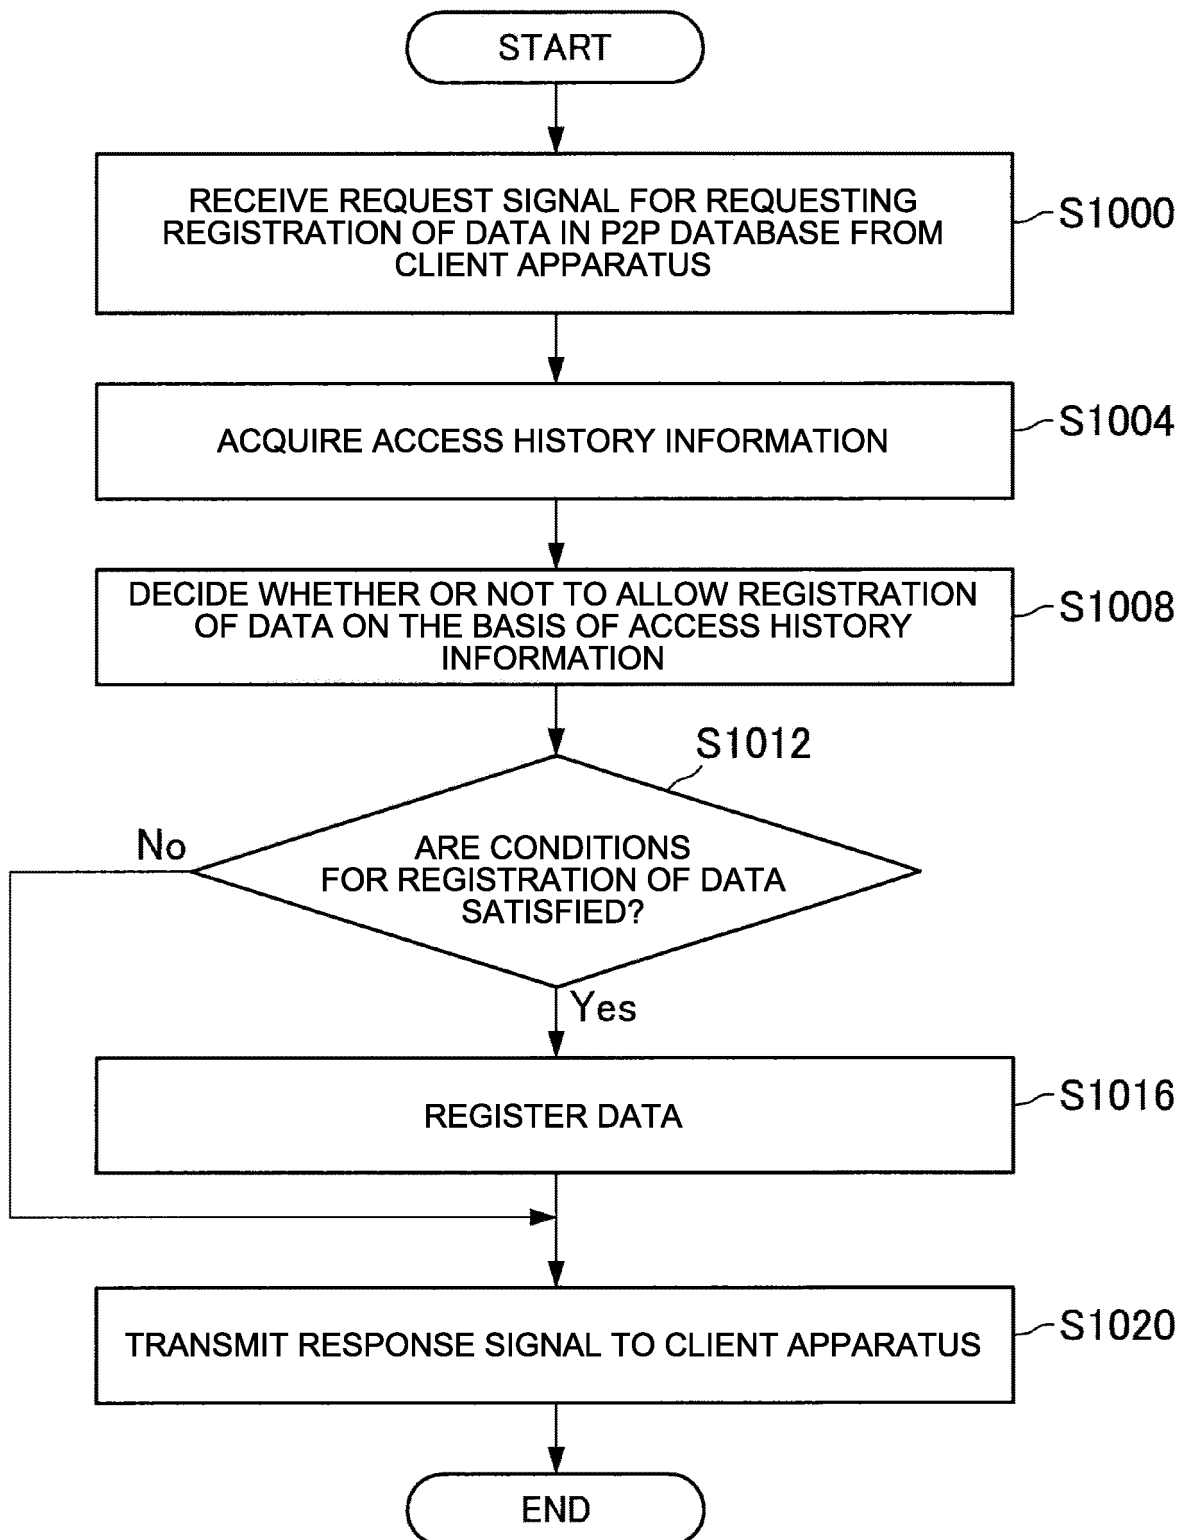 START
RECEIVE REQUEST SIGNAL FOR REQUESTING
REGISTRATION OF DATA IN P2P DATABASE FROM
CLIENT APPARATUS
S1000
ACQUIRE ACCESS HISTORY INFORMATION
S1004
DECIDE WHETHER OR NOT TO ALLOW REGISTRATION
OF DATA ON THE BASIS OF ACCESS HISTORY
INFORMATION
S1008
S1012
ARE CONDITIONS
FOR REGISTRATION OF DATA
SATISFIED?
No
Yes
REGISTER DATA
S1016
TRANSMIT RESPONSE SIGNAL TO CLIENT APPARATUS
S1020
END